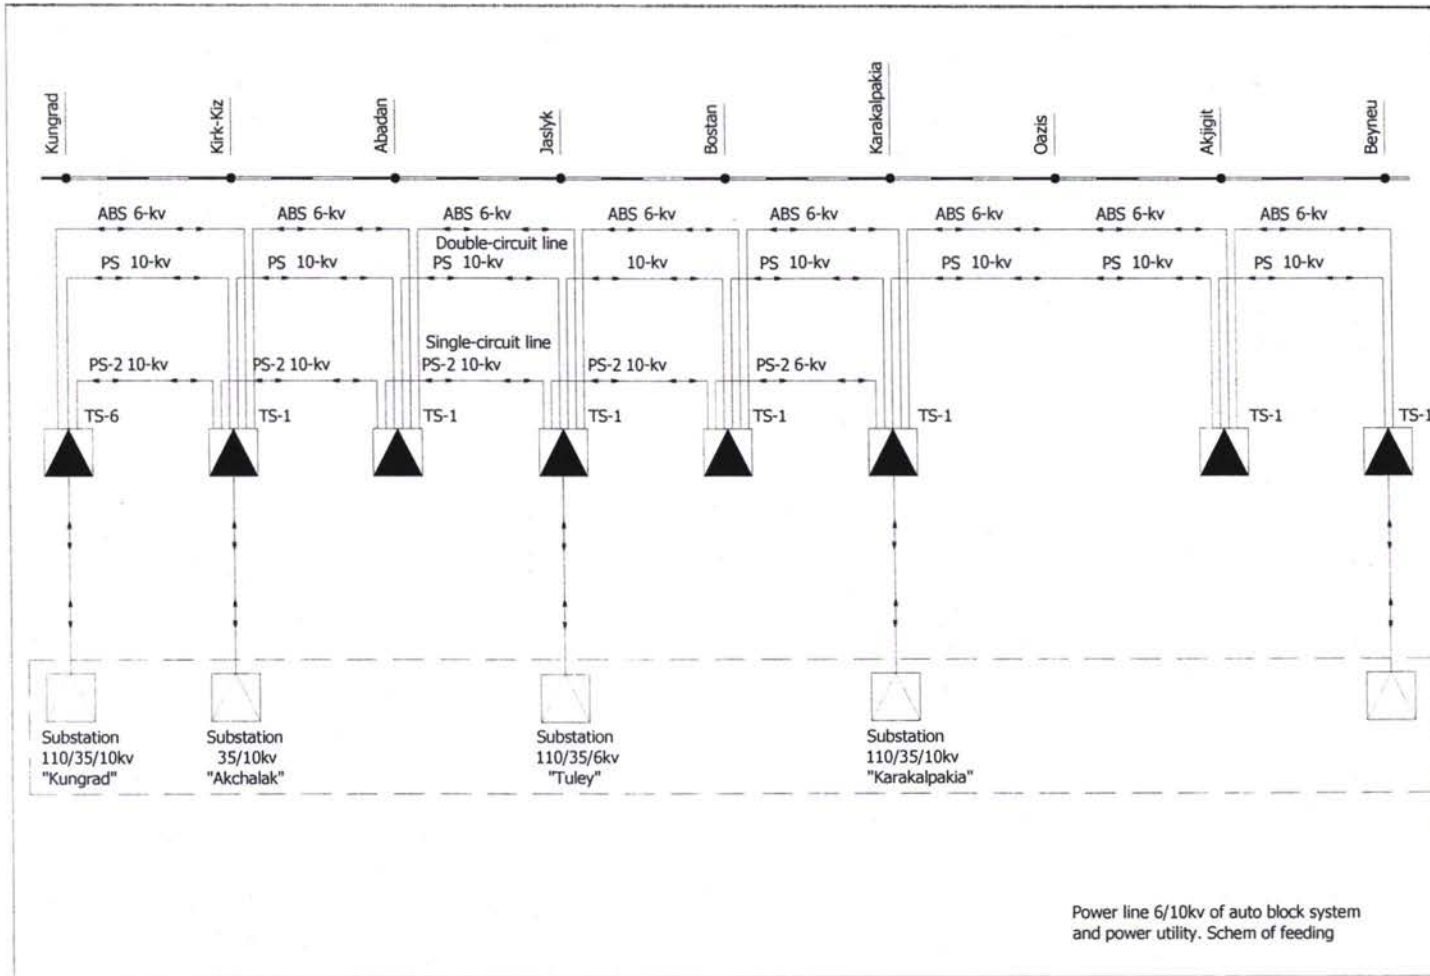 Kungrad
Kirk-Kiz
Abadan
Jaslyk
Bostan
Karakalpakia
Oazis
Akjigit
Beyneu
ABS 6-kv
ABS 6-kv
ABS 6-kv
ABS 6-kv
ABS 6-kv
ABS 6-kv
ABS 6-kv
ABS 6-kv
Double-circuit line
PS 10-kv
PS 10-kv
PS 10-kv
10-kv
PS 10-kv
PS 10-kv
PS 10-kv
PS 10-kv
Single-circuit line
PS-2 10-kv
PS-2 10-kv
PS-2 10-kv
PS-2 10-kv
PS-2 6-kv
TS-6
TS-1
TS-1
TS-1
TS-1
TS-1
TS-1
TS-1
Substation
110/35/10kv
"Kungrad"
Substation
35/10kv
"Akchalak"
Substation
110/35/6kv
"Tuley"
Substation
110/35/10kv
"Karakalpakia"
Power line 6/10kv of auto block system
and power utility. Schem of feeding